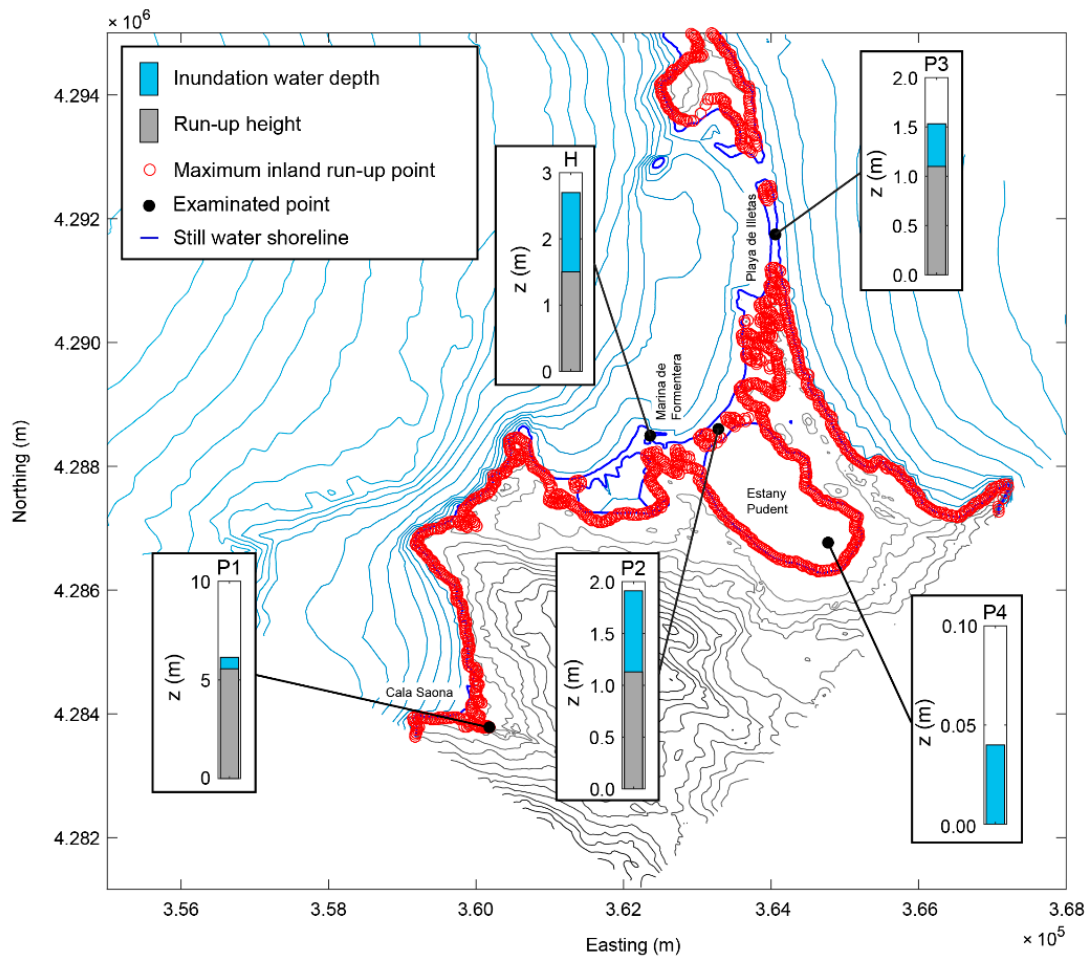 × 10⁶
4.294
4.292
4.290
4.288
4.286
4.284
4.282
Northing (m)
Inundation water depth
Run-up height
Maximum inland run-up point
Examinated point
Still water shoreline
H
3
2
1
0
z (m)
P3
2.0
1.5
1.0
0.5
0.0
z (m)
Playa de Illetas
Marina de
Formentera
Estany
Pudent
Cala Saona
P1
10
5
0
z (m)
P2
2.0
1.5
1.0
0.5
0.0
z (m)
P4
0.10
0.05
0.00
z (m)
3.56
3.58
3.60
3.62
3.64
3.66
3.68
Easting (m)
× 10⁵